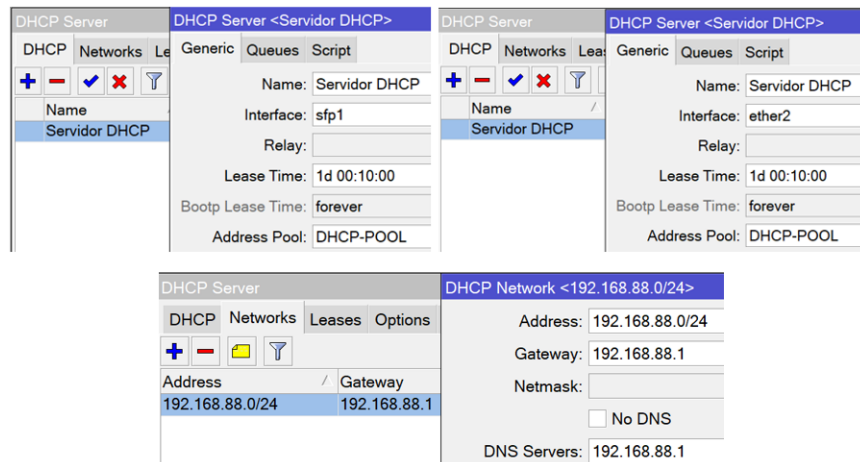 DHCP Server
DHCP Networks Le
Name
Servidor DHCP
DHCP Server <Servidor DHCP>
Generic Queues Script
Name: Servidor DHCP
Interface: sfp1
Relay:
Lease Time: 1d 00:10:00
Bootp Lease Time: forever
Address Pool: DHCP-POOL
DHCP Server
DHCP Networks Lea
Name
Servidor DHCP
DHCP Server <Servidor DHCP>
Generic Queues Script
Name: Servidor DHCP
Interface: ether2
Relay:
Lease Time: 1d 00:10:00
Bootp Lease Time: forever
Address Pool: DHCP-POOL
DHCP Server
DHCP Networks Leases Options
Address Gateway
192.168.88.0/24 192.168.88.1
DHCP Network <192.168.88.0/24>
Address: 192.168.88.0/24
Gateway: 192.168.88.1
Netmask:
No DNS
DNS Servers: 192.168.88.1